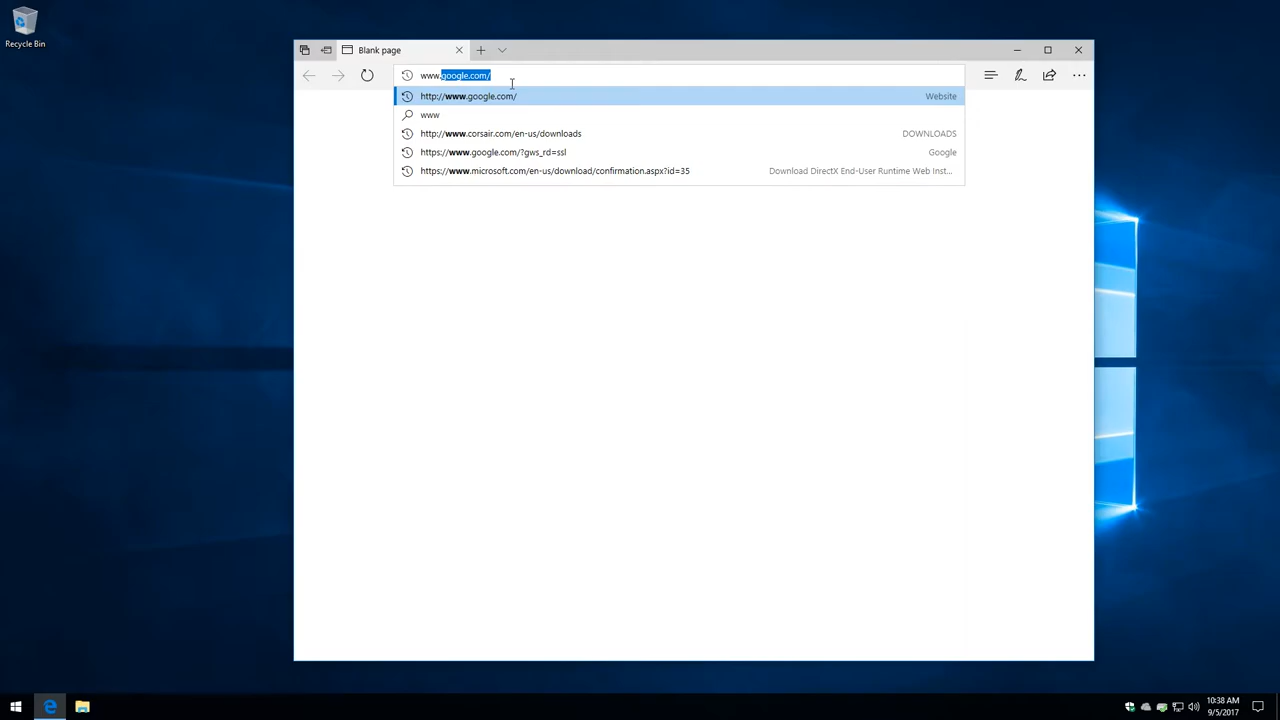 Recycle Bin
Blank page
www.google.com/
http://www.google.com/ Website
www
http://www.corsair.com/en-us/downloads DOWNLOADS
https://www.google.com/?gws_rd=ssl Google
https://www.microsoft.com/en-us/download/confirmation.aspx?id=35 Download DirectX End-User Runtime Web Inst...
10:38 AM
9/5/2017